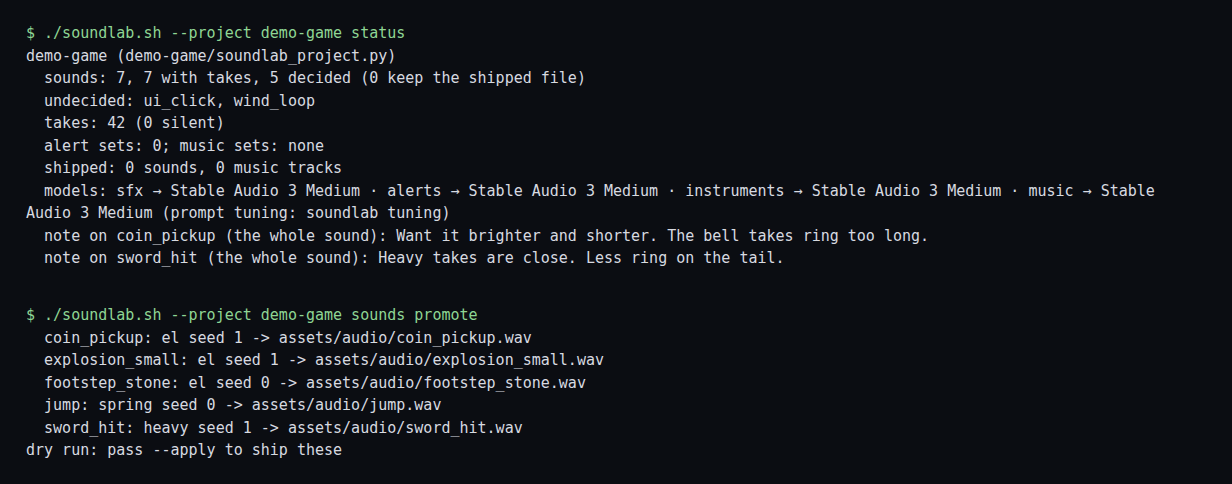 $ ./soundlab.sh --project demo-game status
demo-game (demo-game/soundlab_project.py)
  sounds: 7, 7 with takes, 5 decided (0 keep the shipped file)
  undecided: ui_click, wind_loop
  takes: 42 (0 silent)
  alert sets: 0; music sets: none
  shipped: 0 sounds, 0 music tracks
  models: sfx → Stable Audio 3 Medium · alerts → Stable Audio 3 Medium · instruments → Stable Audio 3 Medium · music → Stable
Audio 3 Medium (prompt tuning: soundlab tuning)
  note on coin_pickup (the whole sound): Want it brighter and shorter. The bell takes ring too long.
  note on sword_hit (the whole sound): Heavy takes are close. Less ring on the tail.
$ ./soundlab.sh --project demo-game sounds promote
  coin_pickup: el seed 1 -> assets/audio/coin_pickup.wav
  explosion_small: el seed 1 -> assets/audio/explosion_small.wav
  footstep_stone: el seed 0 -> assets/audio/footstep_stone.wav
  jump: spring seed 0 -> assets/audio/jump.wav
  sword_hit: heavy seed 1 -> assets/audio/sword_hit.wav
dry run: pass --apply to ship these